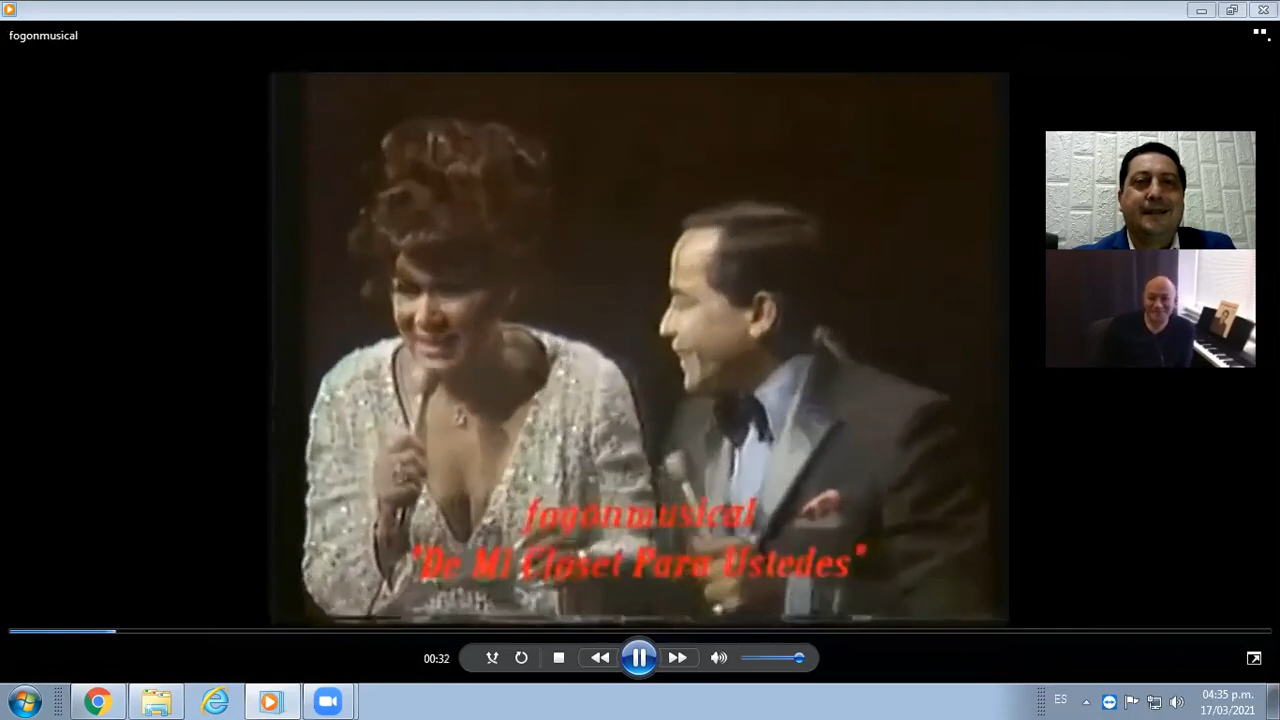 fogonmusical
fogonmusical
"De Mi Closet Para Ustedes"
00:32
ES
04:35 p.m.
17/03/2021